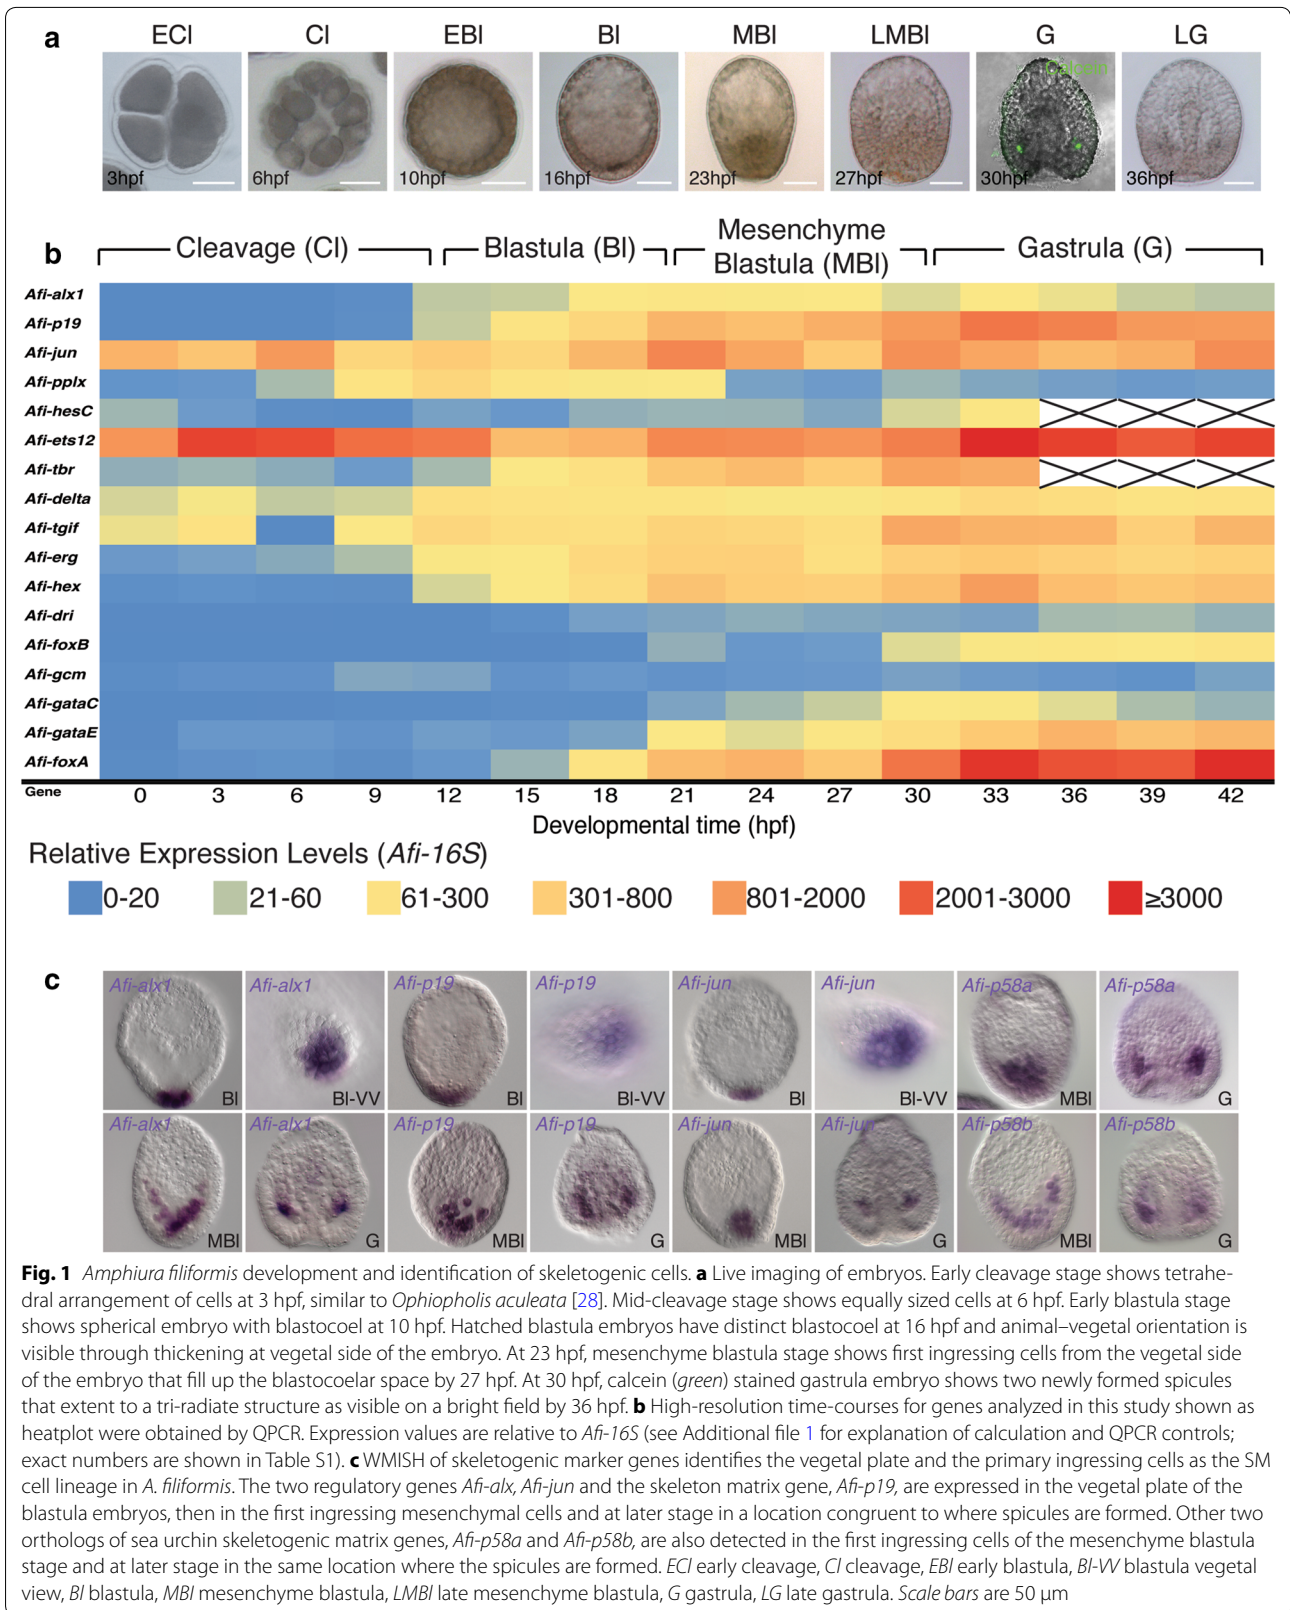 a
ECl Cl EBl Bl MBl LMBl G LG
Calcein
3hpf 6hpf 10hpf 16hpf 23hpf 27hpf 30hpf 36hpf
b
Cleavage (Cl) Blastula (Bl) Mesenchyme Blastula (MBl) Gastrula (G)
Afi-alx1
Afi-p19
Afi-jun
Afi-pplx
Afi-hesC
Afi-ets12
Afi-tbr
Afi-delta
Afi-tgif
Afi-erg
Afi-hex
Afi-dri
Afi-foxB
Afi-gcm
Afi-gataC
Afi-gataE
Afi-foxA
Gene 0 3 6 9 12 15 18 21 24 27 30 33 36 39 42
Developmental time (hpf)
Relative Expression Levels (Afi-16S)
0-20 21-60 61-300 301-800 801-2000 2001-3000 ≥3000
c
Afi-alx1 Afi-alx1 Afi-p19 Afi-p19 Afi-jun Afi-jun Afi-p58a Afi-p58a
Bl Bl-VV Bl Bl-VV Bl Bl-VV MBl G
Afi-alx1 Afi-alx1 Afi-p19 Afi-p19 Afi-jun Afi-jun Afi-p58b Afi-p58b
MBl G MBl G MBl G MBl G
Fig. 1 Amphiura filiformis development and identification of skeletogenic cells. a Live imaging of embryos. Early cleavage stage shows tetrahe-
dral arrangement of cells at 3 hpf, similar to Ophiopholis aculeata [28]. Mid-cleavage stage shows equally sized cells at 6 hpf. Early blastula stage
shows spherical embryo with blastocoel at 10 hpf. Hatched blastula embryos have distinct blastocoel at 16 hpf and animal–vegetal orientation is
visible through thickening at vegetal side of the embryo. At 23 hpf, mesenchyme blastula stage shows first ingressing cells from the vegetal side
of the embryo that fill up the blastocoelar space by 27 hpf. At 30 hpf, calcein (green) stained gastrula embryo shows two newly formed spicules
that extent to a tri-radiate structure as visible on a bright field by 36 hpf. b High-resolution time-courses for genes analyzed in this study shown as
heatplot were obtained by QPCR. Expression values are relative to Afi-16S (see Additional file 1 for explanation of calculation and QPCR controls;
exact numbers are shown in Table S1). c WMISH of skeletogenic marker genes identifies the vegetal plate and the primary ingressing cells as the SM
cell lineage in A. filiformis. The two regulatory genes Afi-alx, Afi-jun and the skeleton matrix gene, Afi-p19, are expressed in the vegetal plate of the
blastula embryos, then in the first ingressing mesenchymal cells and at later stage in a location congruent to where spicules are formed. Other two
orthologs of sea urchin skeletogenic matrix genes, Afi-p58a and Afi-p58b, are also detected in the first ingressing cells of the mesenchyme blastula
stage and at later stage in the same location where the spicules are formed. ECl early cleavage, Cl cleavage, EBl early blastula, Bl-VV blastula vegetal
view, Bl blastula, MBl mesenchyme blastula, LMBl late mesenchyme blastula, G gastrula, LG late gastrula. Scale bars are 50 μm